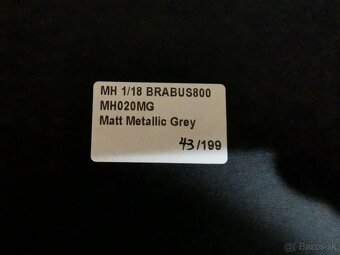 MH 1/18 BRABUS800
MH020MG
Matt Metallic Grey
43/199
Bazos.sk